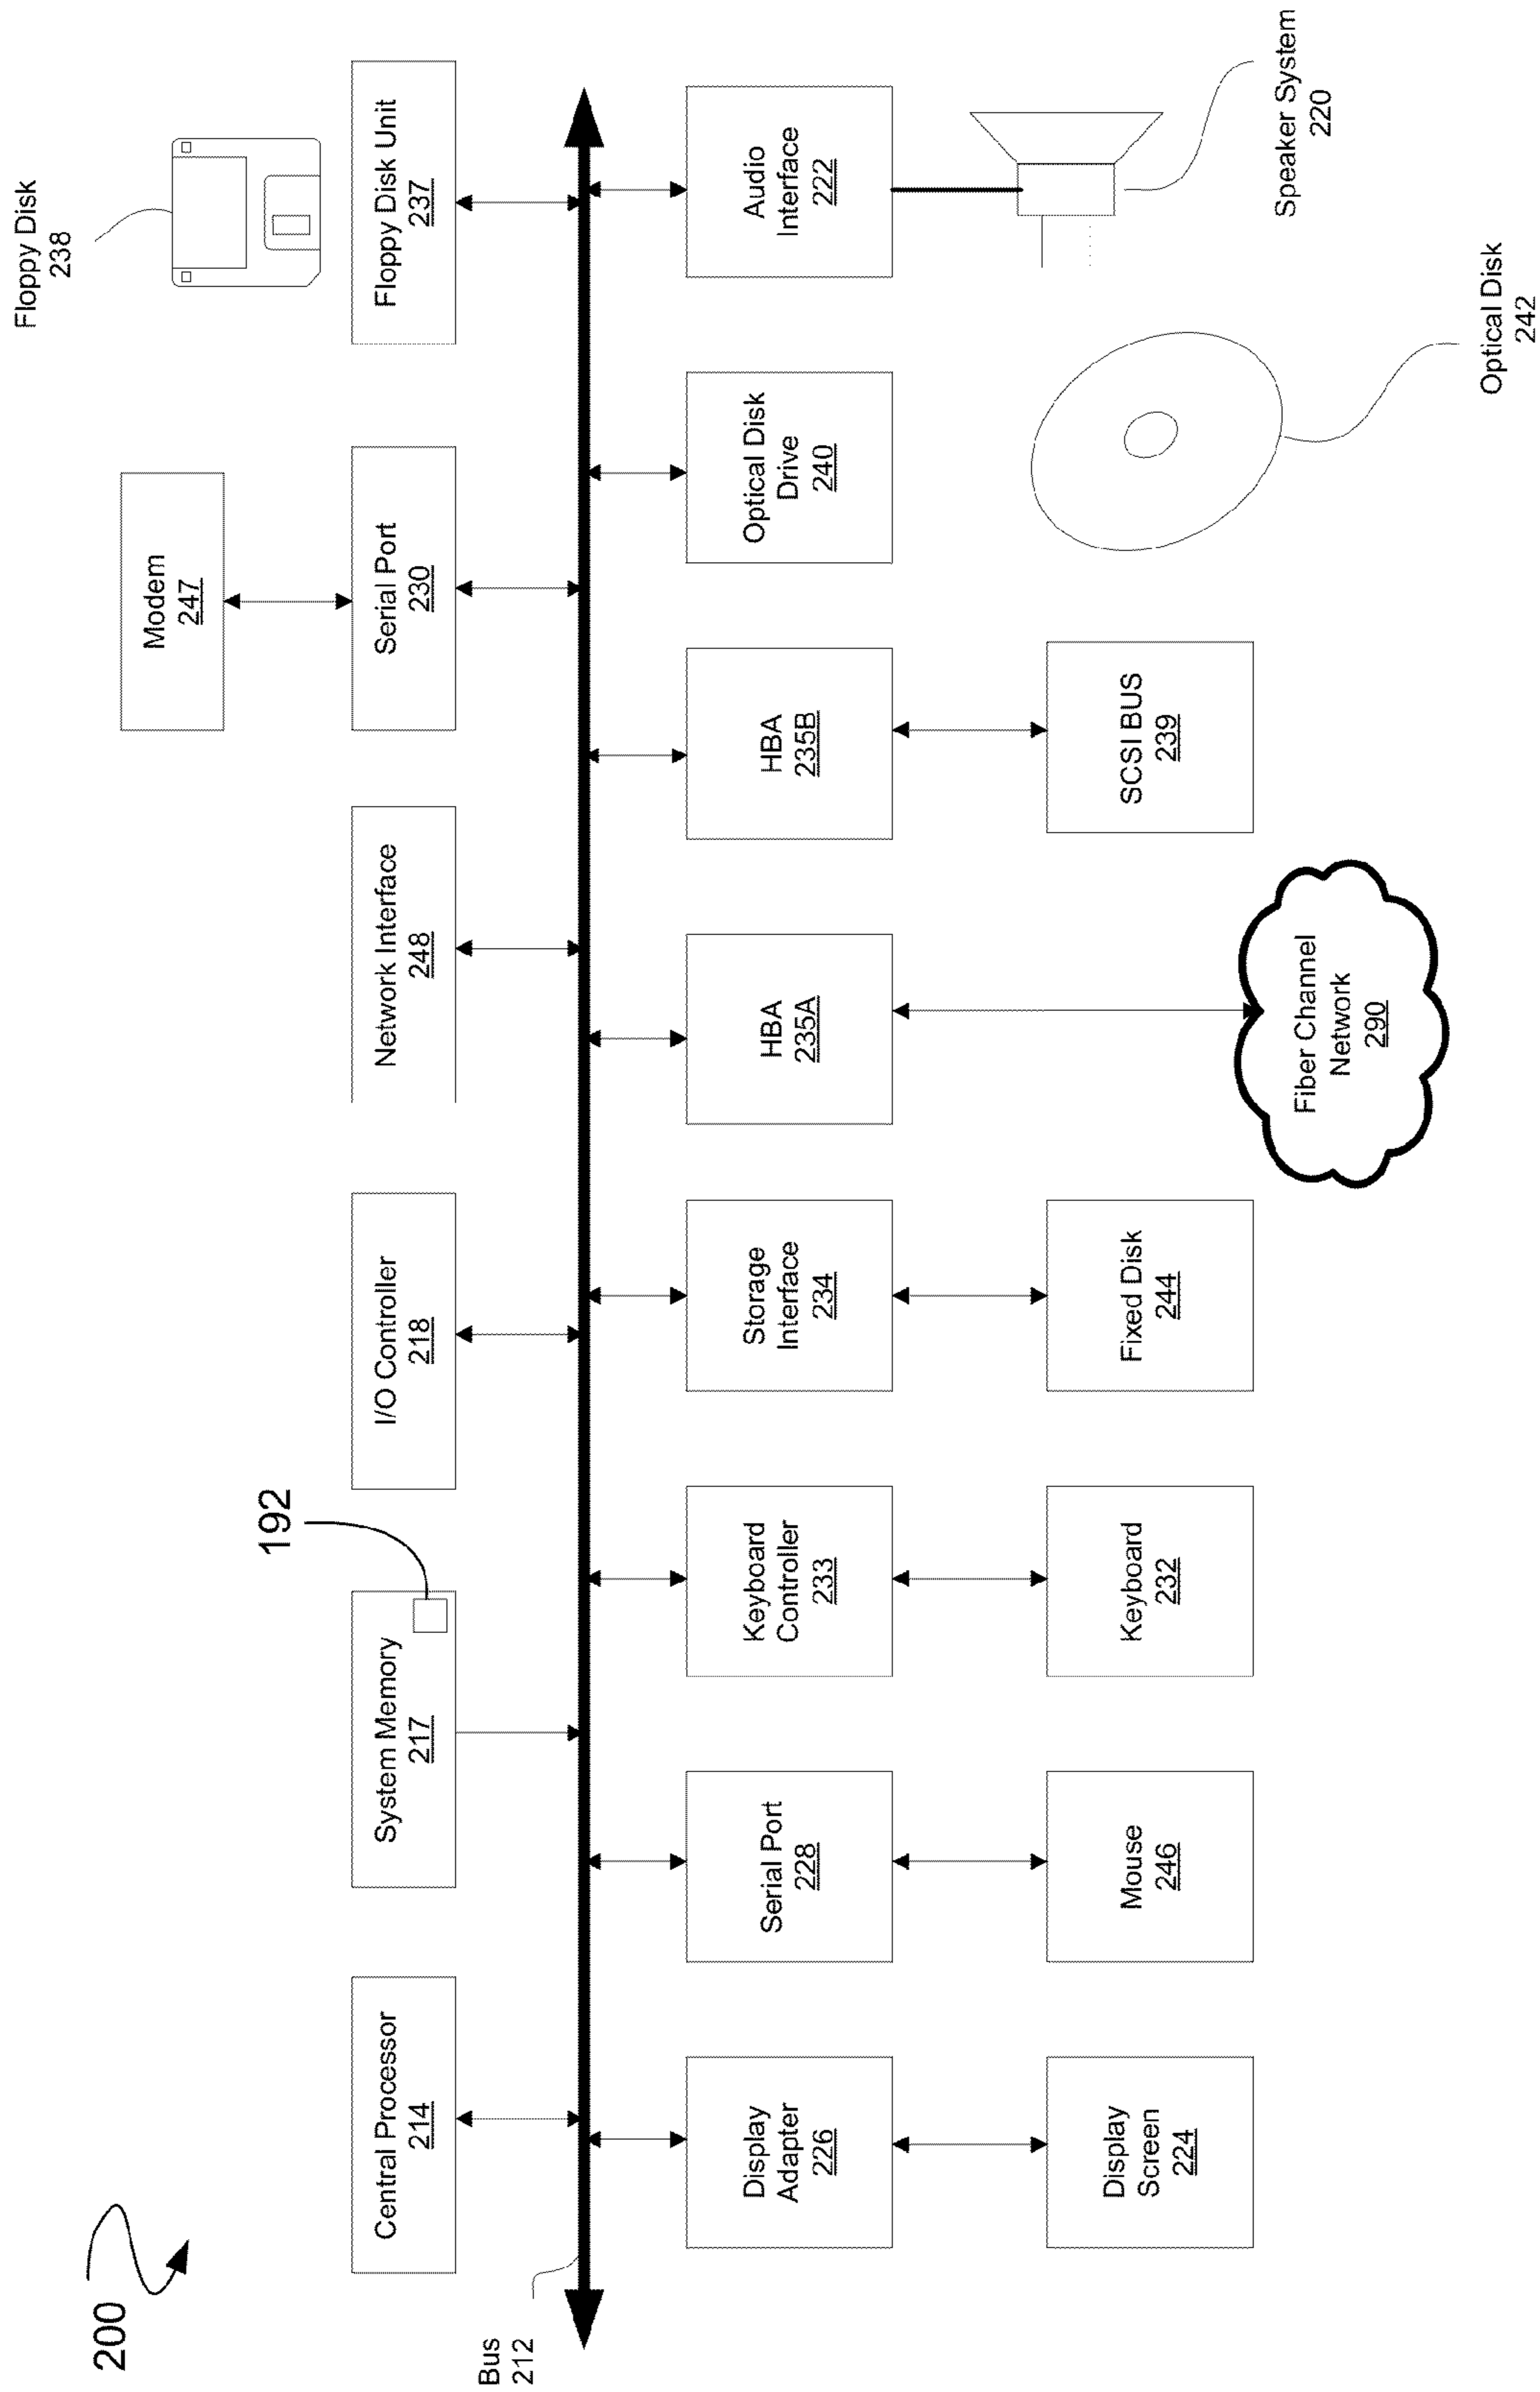 200
Floppy Disk
238
Modem
247
192
Central Processor
214
System Memory
217
I/O Controller
218
Network Interface
248
Serial Port
230
Floppy Disk Unit
237
Bus
212
Display
Adapter
226
Serial Port
228
Keyboard
Controller
233
Storage
Interface
234
HBA
235A
HBA
235B
Optical Disk
Drive
240
Audio
Interface
222
Display
Screen
224
Mouse
246
Keyboard
232
Fixed Disk
244
Fiber Channel
Network
290
SCSI BUS
239
Optical Disk
242
Speaker System
220